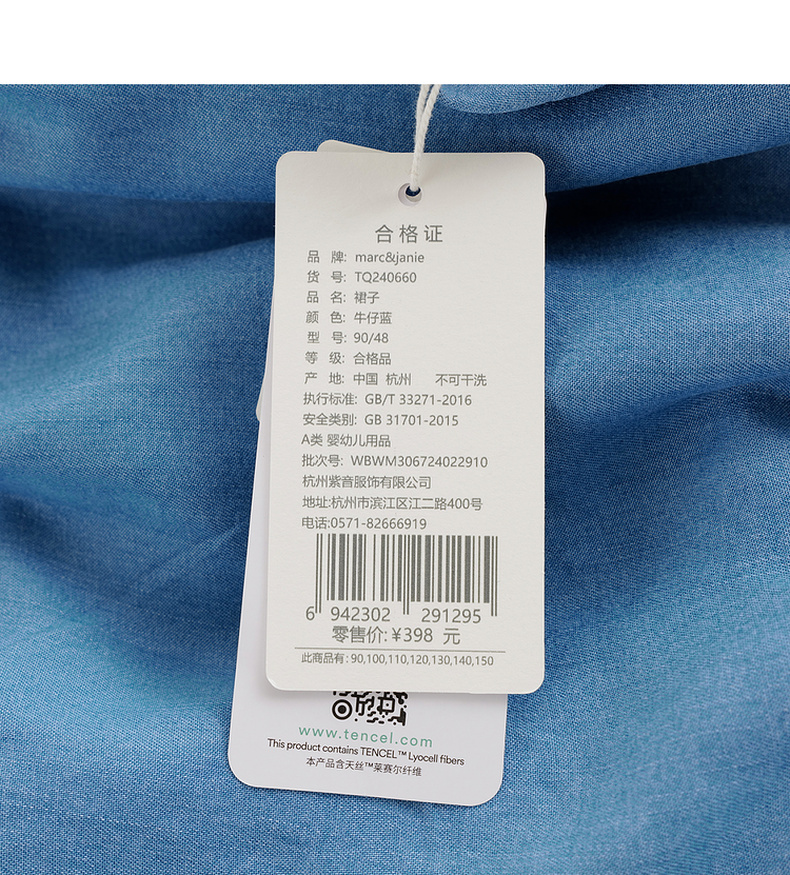 合格证
品 牌: marc&janie
货 号: TQ240660
品 名: 裙子
颜 色: 牛仔蓝
型 号: 90/48
等 级: 合格品
产 地: 中国 杭州 不可干洗
执行标准: GB/T 33271-2016
安全类别: GB 31701-2015
A类 婴幼儿用品
批次号: WBWM306724022910
杭州紫音服饰有限公司
地址:杭州市滨江区江二路400号
电话:0571-82666919
6 942302 291295
零售价:¥398 元
此商品有:90,100,110,120,130,140,150
www.tencel.com
This product contains TENCEL™ Lyocell fibers
本产品含天丝™莱赛尔纤维